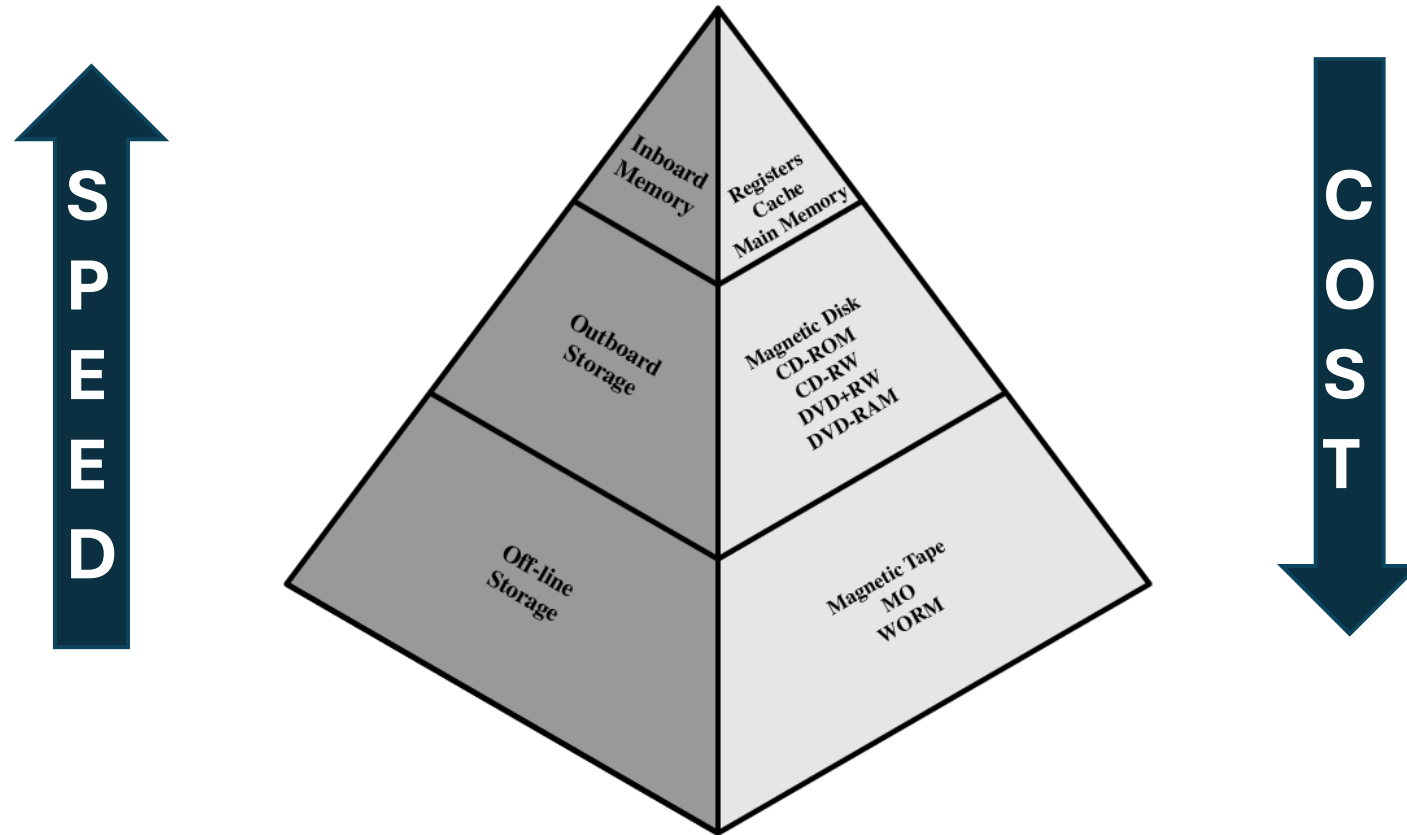 SPEED
Inboard
Memory
Registers
Cache
Main Memory
COST
Outboard
Storage
Magnetic Disk
CD-ROM
CD-RW
DVD+RW
DVD-RAM
Off-line
Storage
Magnetic Tape
MO
WORM